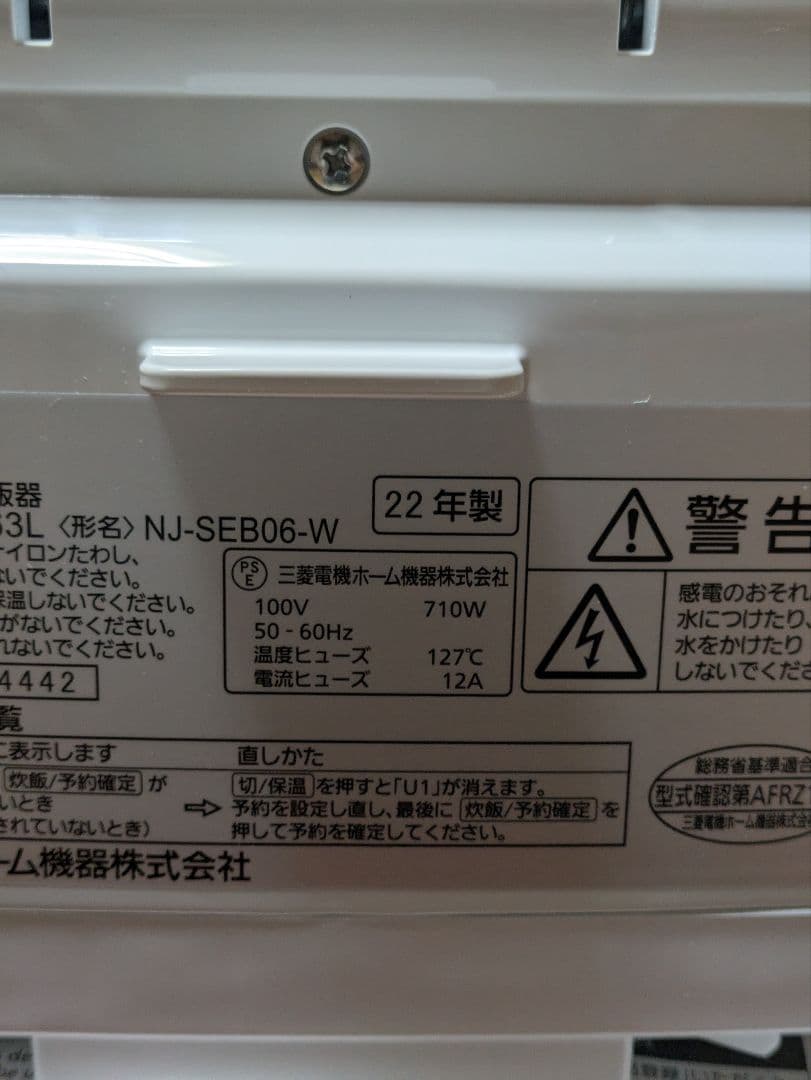 飯器
63L 〈形名〉NJ-SEB06-W
22年製
警告
ナイロンたわし、
ないでください。
保温しないでください。
がないでください。
れないでください。
4442
PS
E
三菱電機ホーム機器株式会社
100V 710W
50-60Hz
温度ヒューズ 127℃
電流ヒューズ 12A
感電のおそれ
水につけたり、
水をかけたり
しないでくださ
覧
に表示します 直しかた
炊飯/予約確定 が
いとき
されていないとき)
切/保温 を押すと「U1」が消えます。
⇨ 予約を設定し直し、最後に 炊飯/予約確定 を
押して予約を確定してください。
総務省基準適合
型式確認第AFRZ
三菱電機ホーム機器株式会
ーム機器株式会社